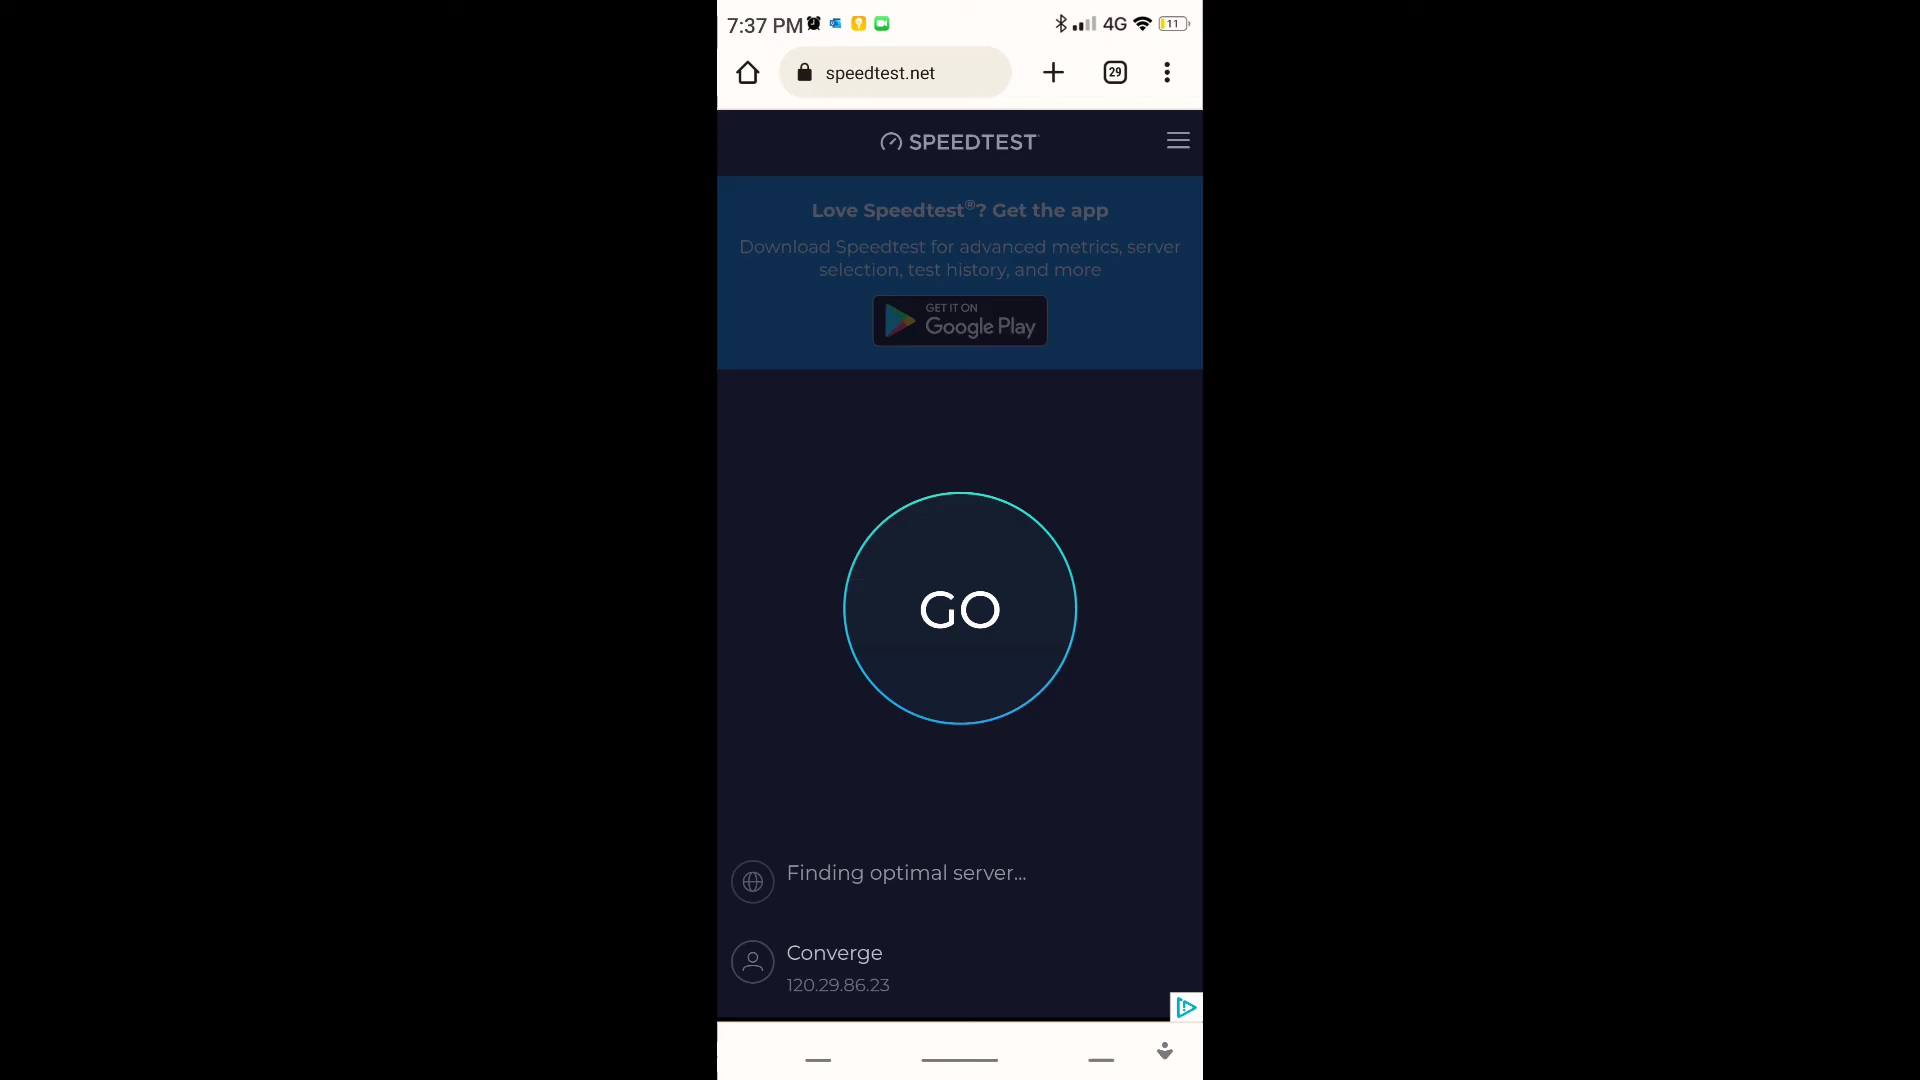 7:37 PM
4G
11
speedtest.net
29
SPEEDTEST
Love Speedtest®? Get the app
Download Speedtest for advanced metrics, server
selection, test history, and more
GET IT ON
Google Play
GO
Finding optimal server...
Converge
120.29.86.23